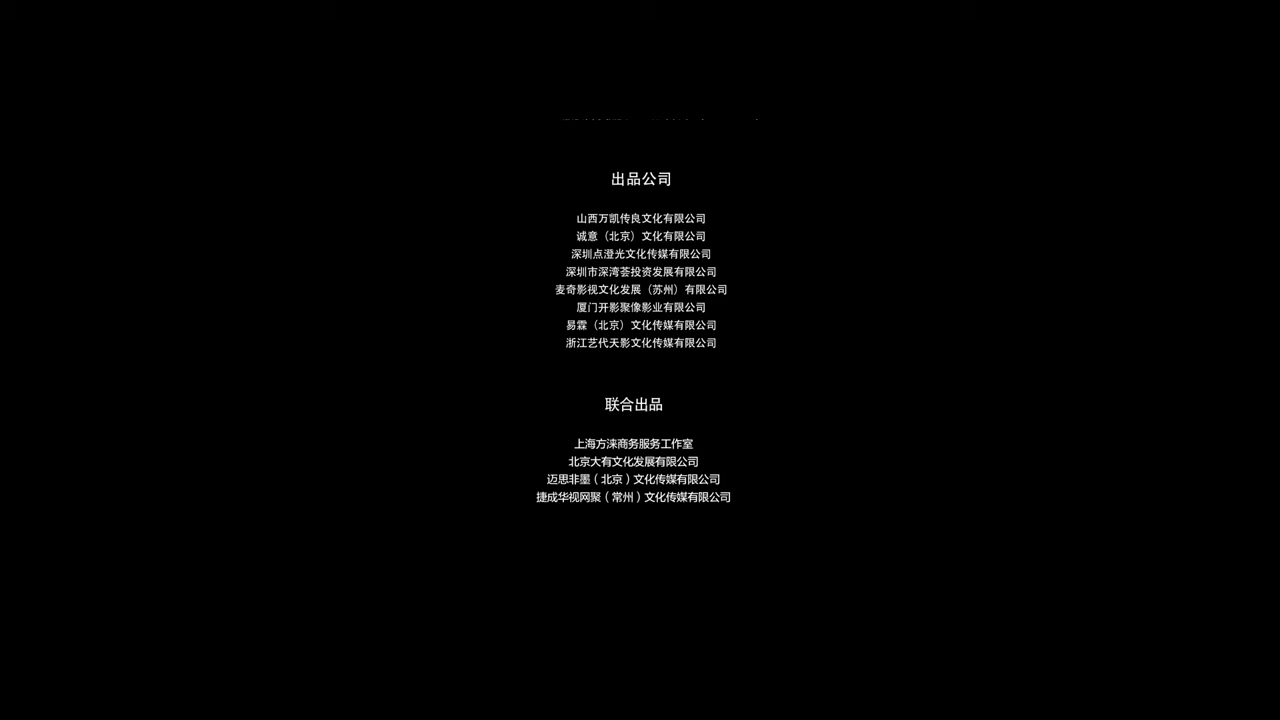 出品公司
山西万凯传良文化有限公司
诚意（北京）文化有限公司
深圳点澄光文化传媒有限公司
深圳市深湾荟投资发展有限公司
麦奇影视文化发展（苏州）有限公司
厦门开影聚像影业有限公司
昜霖（北京）文化传媒有限公司
浙江艺代天影文化传媒有限公司
联合出品
上海方涞商务服务工作室
北京大有文化发展有限公司
迈思非墨（北京）文化传媒有限公司
捷成华视网聚（常州）文化传媒有限公司